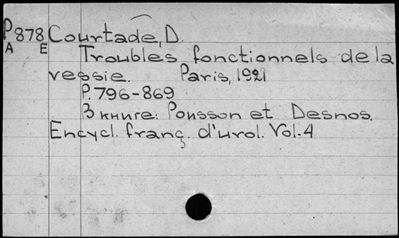 P878 Courtade, D.
A E Troubles fonctionnels de la
vessie. Paris, 1921
P. 796-869
В книге: Pousson et Desnos.
Encycl. franç. d'urol. Vol. 4